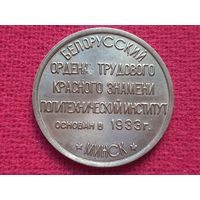 БЕЛОРУССКИЙ
ОРДЕНА ТРУДОВОГО
КРАСНОГО ЗНАМЕНИ
ПОЛИТЕХНИЧЕСКИЙ ИНСТИТУТ
ОСНОВАН В 1933г.
МИНСК